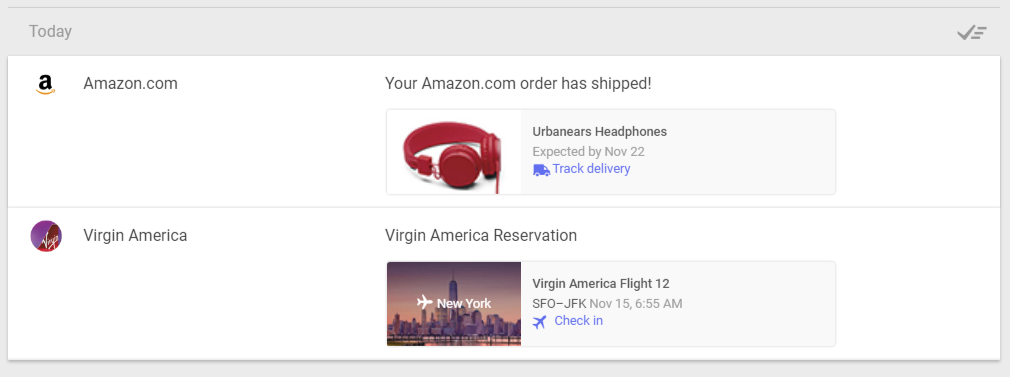 Today
a
Amazon.com
Your Amazon.com order has shipped!
Urbanears Headphones
Expected by Nov 22
Track delivery
Virgin
Virgin America
Virgin America Reservation
New York
Virgin America Flight 12
SFO–JFK Nov 15, 6:55 AM
Check in